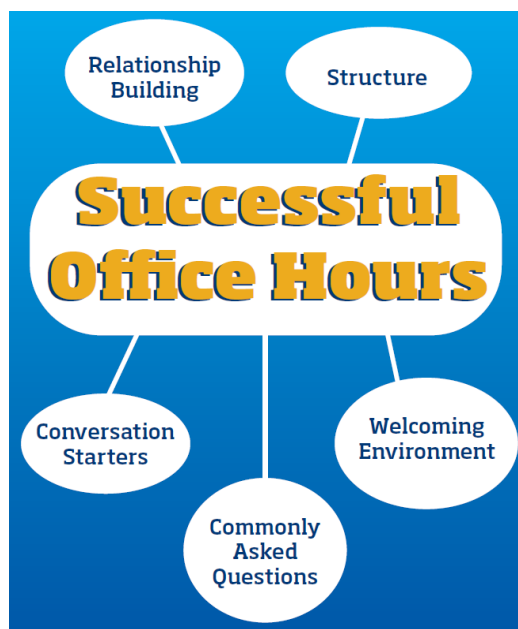 Relationship
Building
Structure
Successful
Office Hours
Conversation
Starters
Welcoming
Environment
Commonly
Asked
Questions